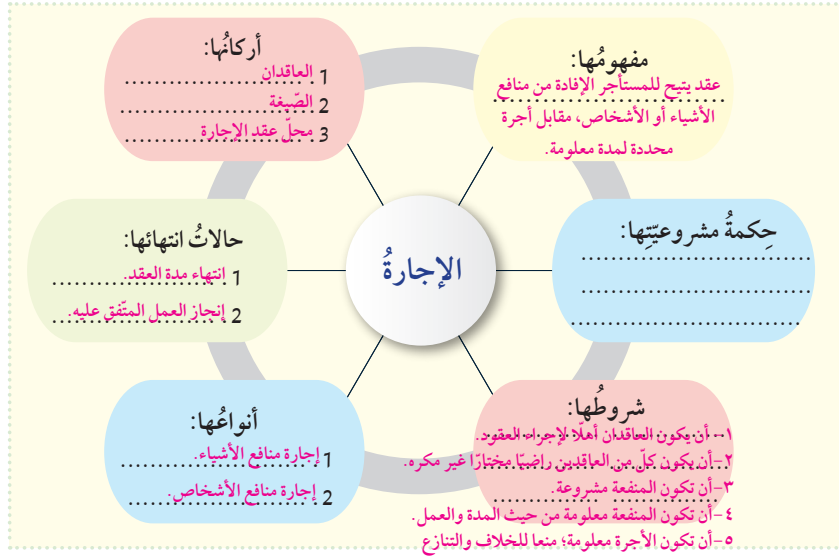 مفهومُها:
عقد يتيح للمستأجر الإفادة من منافع
الأشياء أو الأشخاص، مقابل أجرة
محددة لمدة معلومة.
أركانُها:
1 العاقدان
2 الصّيغة
3 محلّ عقد الإجارة
حِكمةُ مشروعيّتِها:
الإجارةُ
حالاتُ انتهائها:
1 انتهاء مدة العقد.
2 إنجاز العمل المتّفق عليه.
شروطُها:
١- أن يكون العاقدان أهلًا لإجراء العقود.
٢- أن يكون كلّ من العاقدين راضيًا مختارًا غير مكره.
٣- أن تكون المنفعة مشروعة.
٤- أن تكون المنفعة معلومة من حيث المدة والعمل.
٥- أن تكون الأجرة معلومة؛ منعا للخلاف والتنازع
أنواعُها:
1 إجارة منافع الأشياء.
2 إجارة منافع الأشخاص.